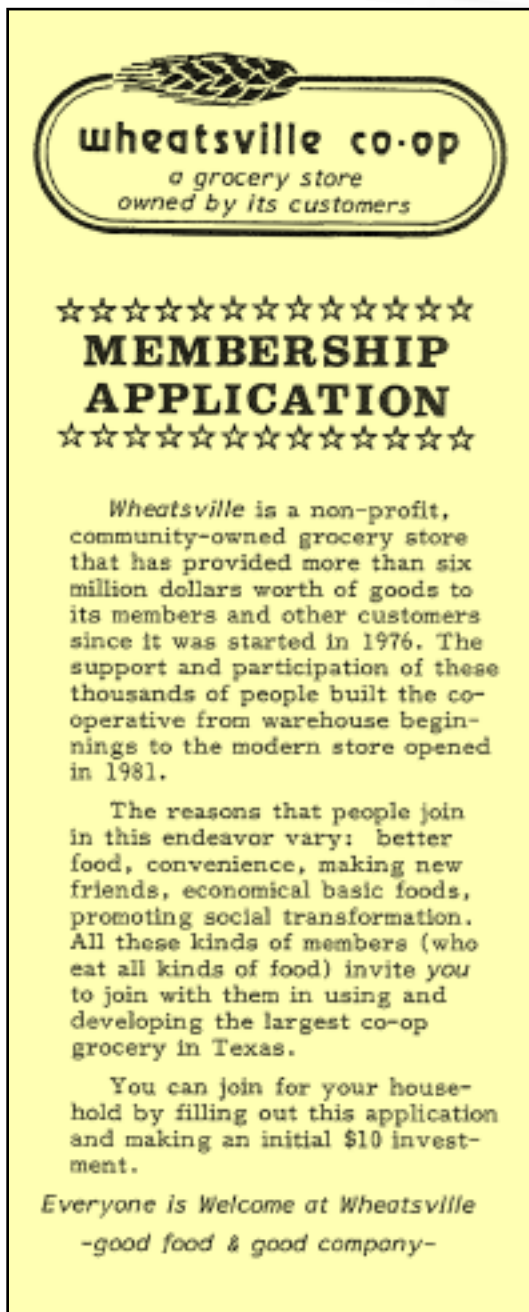 wheatsville co-op
a grocery store
owned by its customers
☆☆☆☆☆☆☆☆☆☆☆☆☆
MEMBERSHIP
APPLICATION
☆☆☆☆☆☆☆☆☆☆☆☆☆
Wheatsville is a non-profit,
community-owned grocery store
that has provided more than six
million dollars worth of goods to
its members and other customers
since it was started in 1976. The
support and participation of these
thousands of people built the co-
operative from warehouse begin-
nings to the modern store opened
in 1981.
The reasons that people join
in this endeavor vary: better
food, convenience, making new
friends, economical basic foods,
promoting social transformation.
All these kinds of members (who
eat all kinds of food) invite you
to join with them in using and
developing the largest co-op
grocery in Texas.
You can join for your house-
hold by filling out this application
and making an initial $10 invest-
ment.
Everyone is Welcome at Wheatsville
-good food & good company-